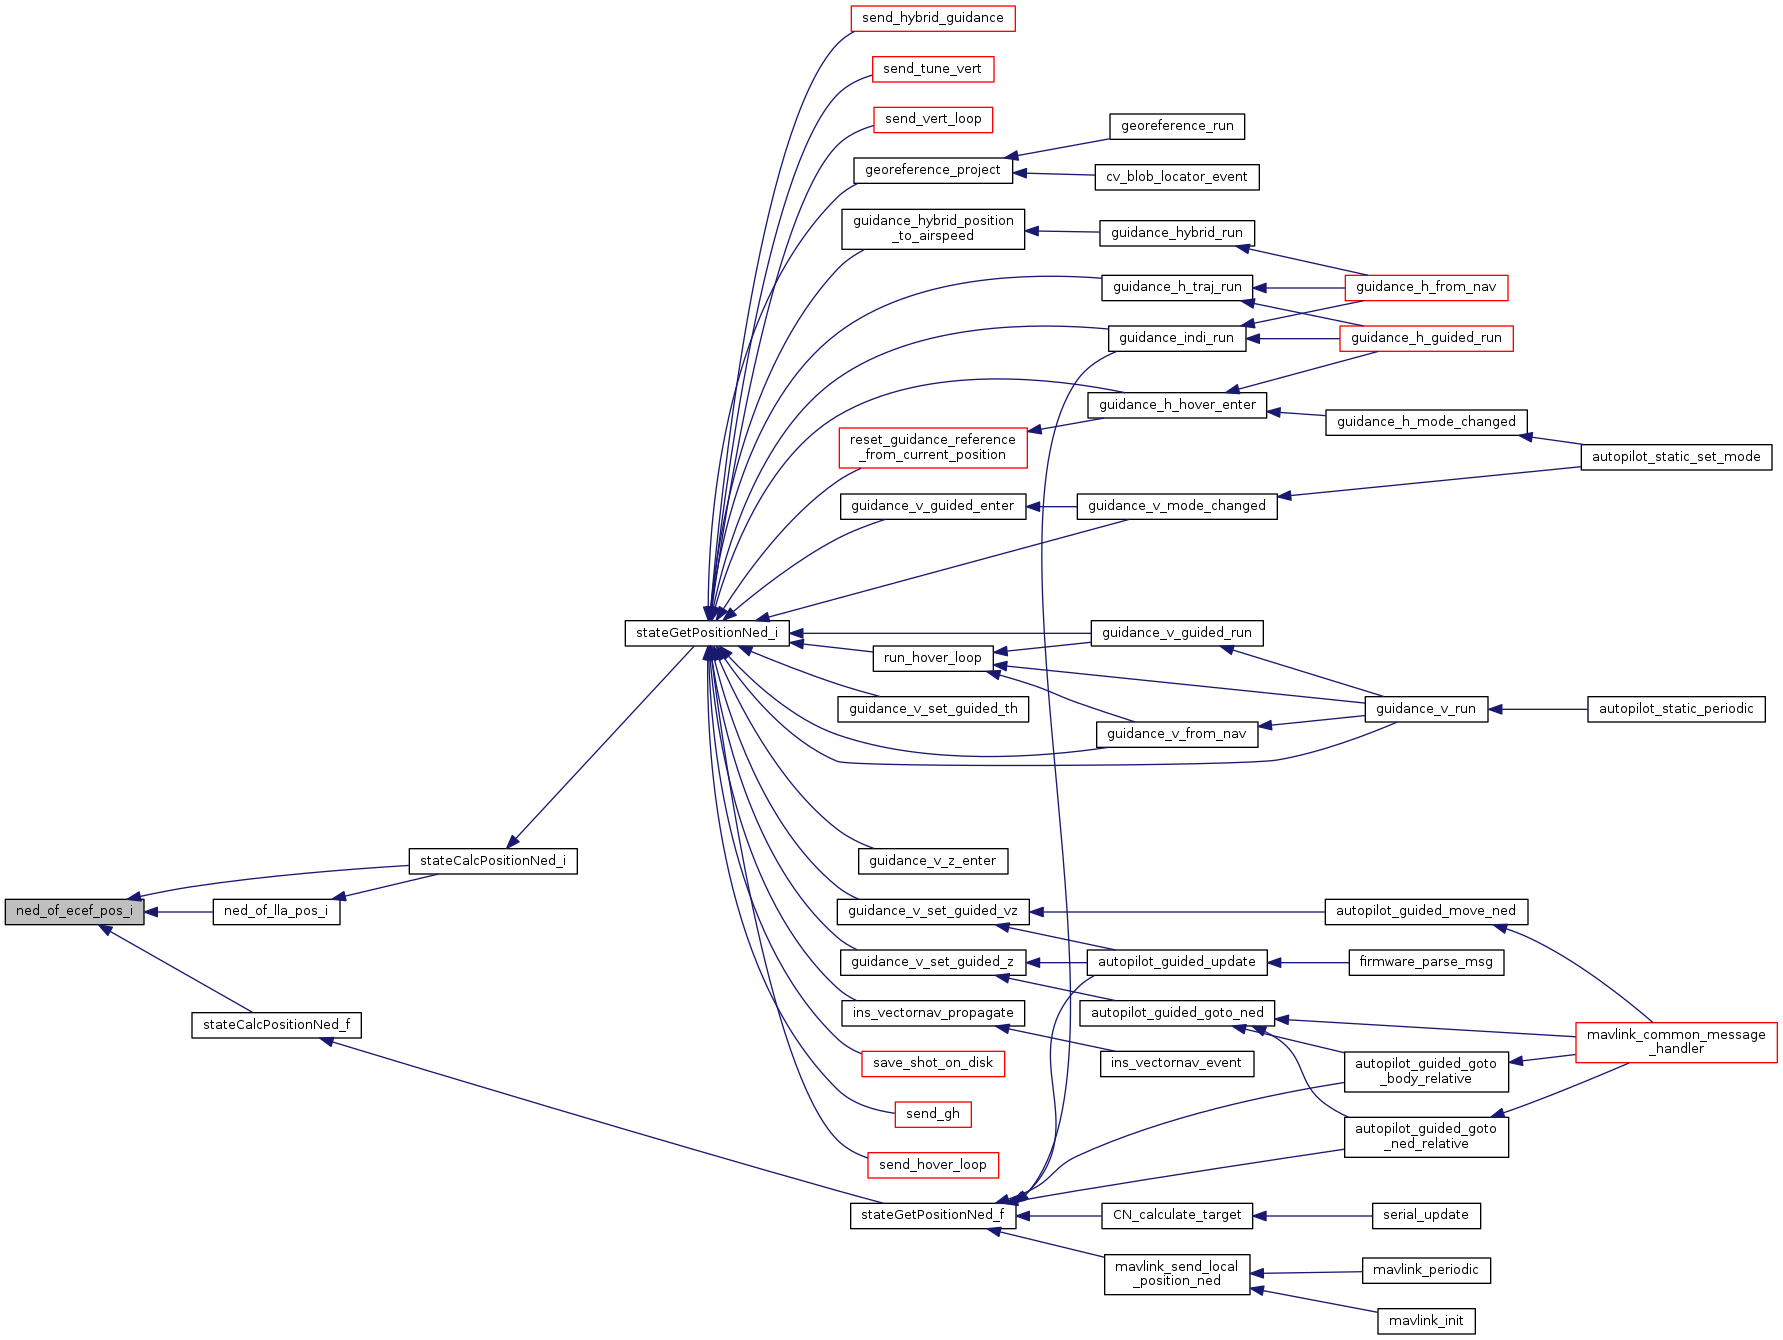 send_hybrid_guidance
send_tune_vert
send_vert_loop
georeference_run
georeference_project
cv_blob_locator_event
guidance_hybrid_position
_to_airspeed
guidance_hybrid_run
guidance_h_traj_run
guidance_h_from_nav
guidance_indi_run
guidance_h_guided_run
guidance_h_hover_enter
guidance_h_mode_changed
reset_guidance_reference
_from_current_position
autopilot_static_set_mode
guidance_v_guided_enter
guidance_v_mode_changed
stateGetPositionNed_i
guidance_v_guided_run
run_hover_loop
guidance_v_set_guided_th
guidance_v_run
autopilot_static_periodic
guidance_v_from_nav
stateCalcPositionNed_i
guidance_v_z_enter
ned_of_ecef_pos_i
ned_of_lla_pos_i
guidance_v_set_guided_vz
autopilot_guided_move_ned
guidance_v_set_guided_z
autopilot_guided_update
firmware_parse_msg
stateCalcPositionNed_f
ins_vectornav_propagate
autopilot_guided_goto_ned
mavlink_common_message
_handler
save_shot_on_disk
ins_vectornav_event
autopilot_guided_goto
_body_relative
send_gh
autopilot_guided_goto
_ned_relative
send_hover_loop
stateGetPositionNed_f
CN_calculate_target
serial_update
mavlink_send_local
_position_ned
mavlink_periodic
mavlink_init